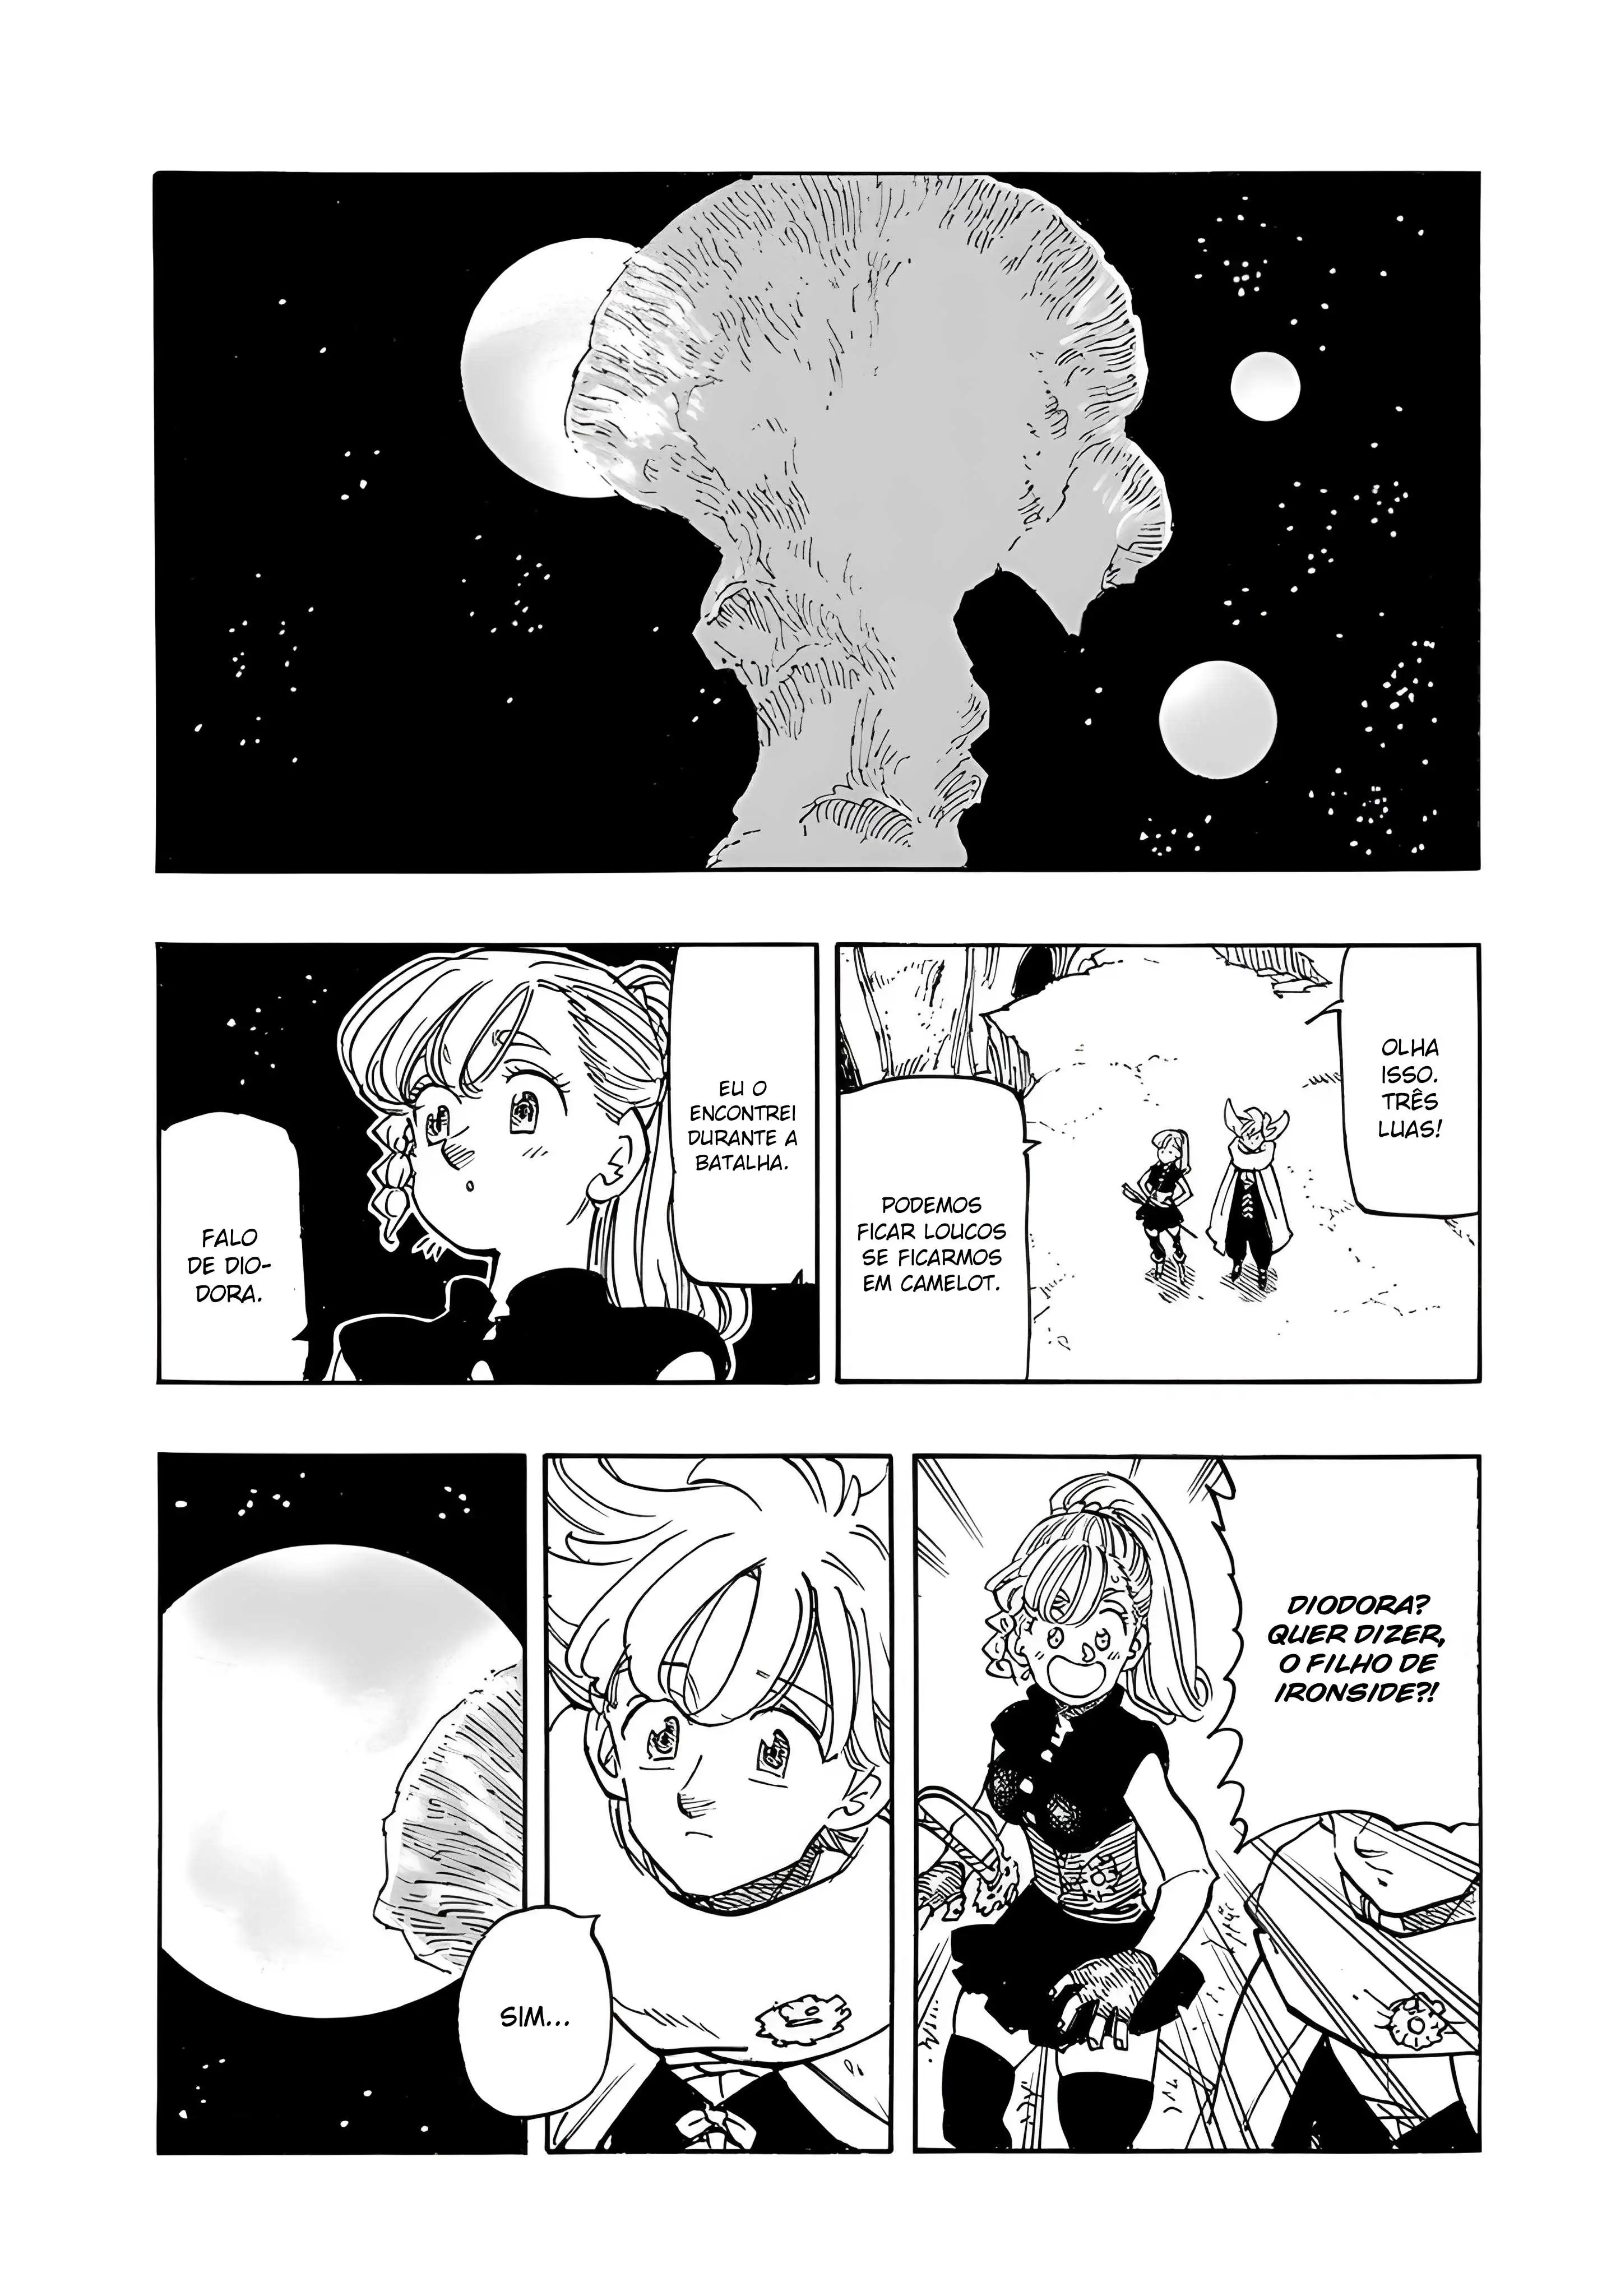 OLHA
ISSO.
TRÊS
LUAS!
PODEMOS
FICAR LOUCOS
SE FICARMOS
EM CAMELOT.
EU O
ENCONTREI
DURANTE A
BATALHA.
FALO
DE DIO-
DORA.
DIODORA?
QUER DIZER,
O FILHO DE
IRONSIDE?!
SIM...